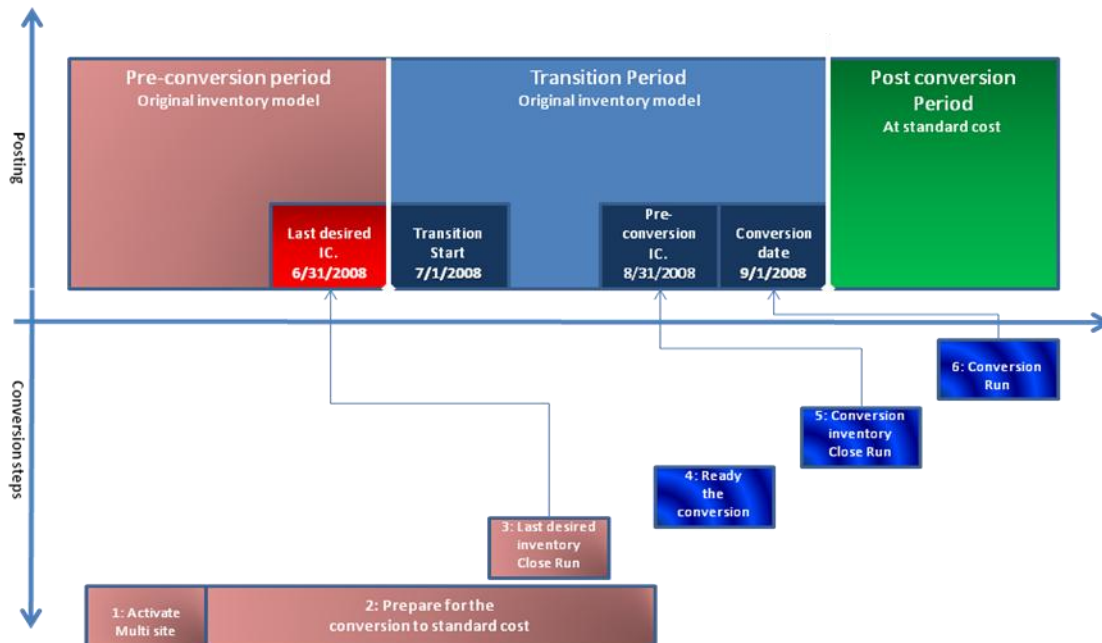 Posting
Pre-conversion period
Original inventory model
Last desired
IC.
6/31/2008
Transition Period
Original inventory model
Transition
Start
7/1/2008
Pre-
conversion
IC.
8/31/2008
Conversion
date
9/1/2008
Post conversion
Period
At standard cost
Conversion steps
6: Conversion
Run
5: Conversion
inventory
Close Run
4: Ready
the
conversion
3: Last desired
inventory
Close Run
1: Activate
Multi site
2: Prepare for the
conversion to standard cost